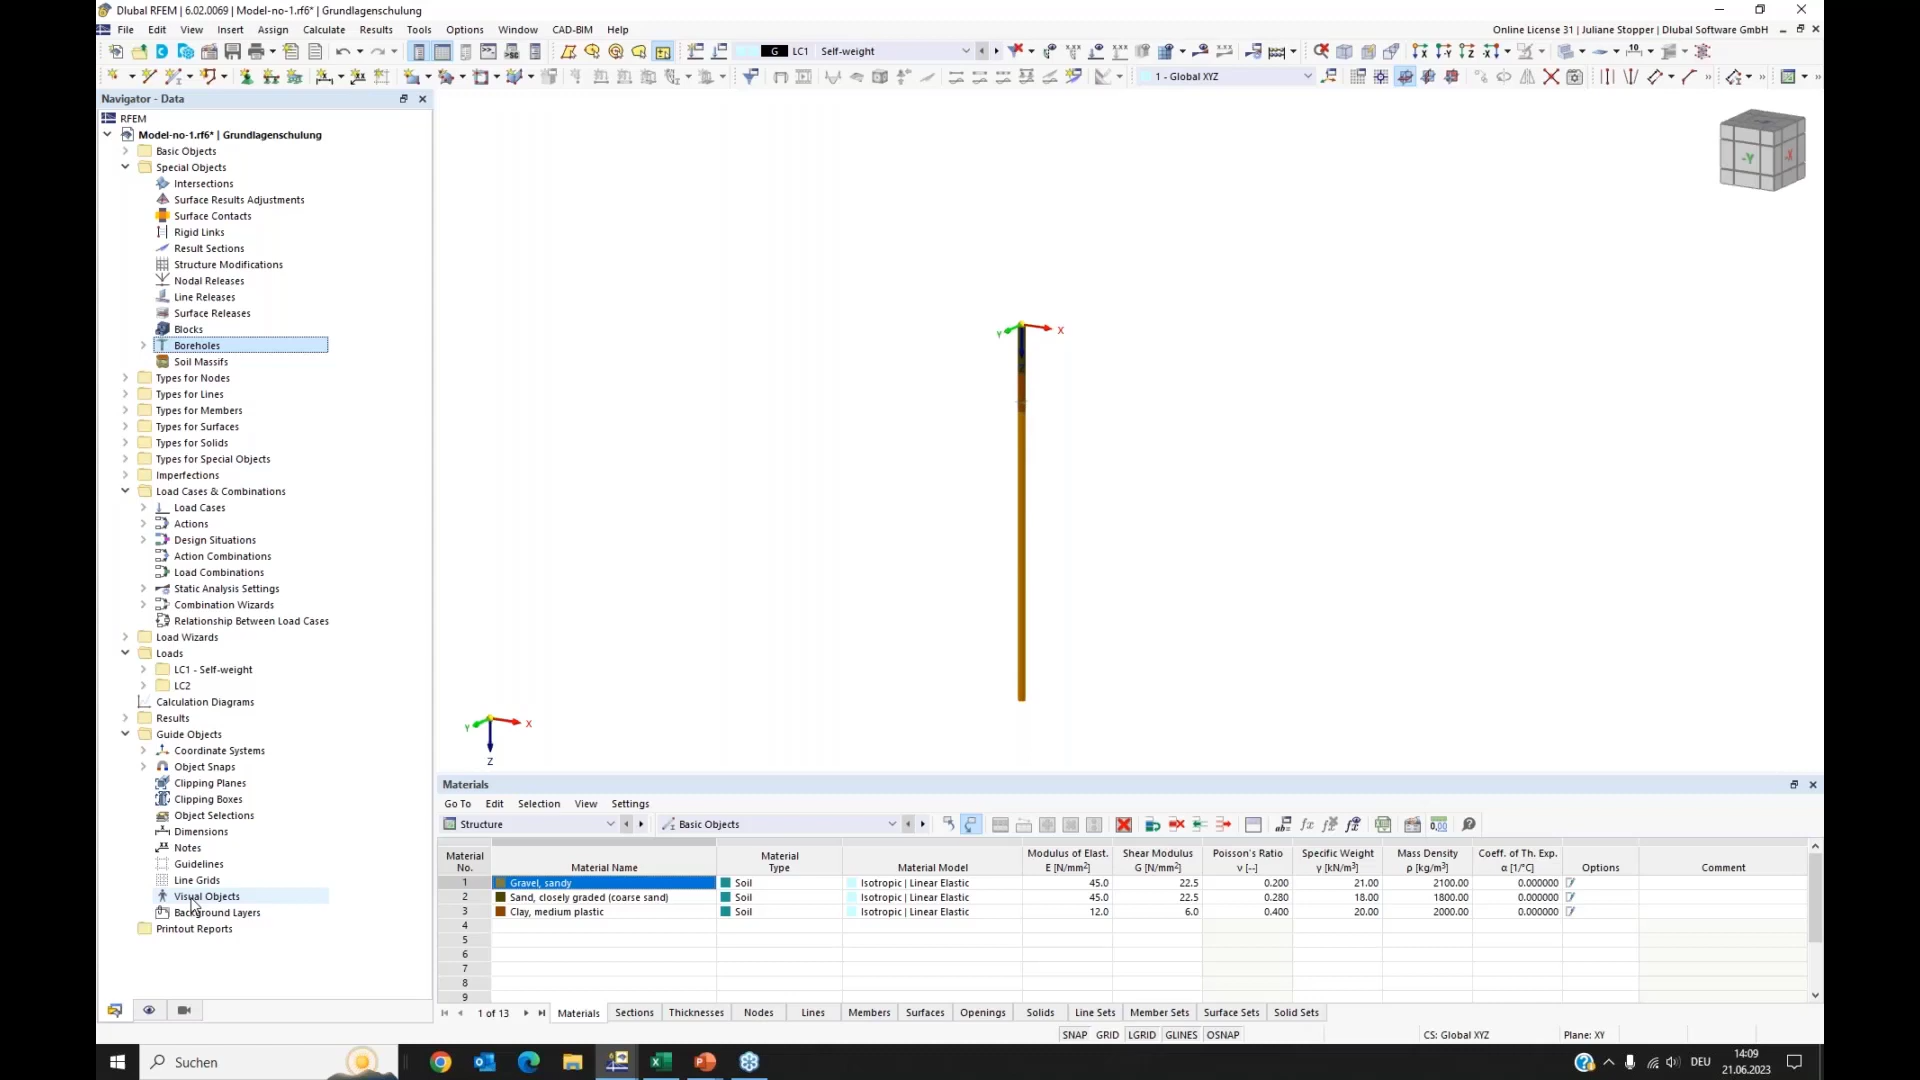 Dlubal RFEM | 6.02.0069 | Model-no-1.rf6* | Grundlagenschulung
File Edit View Insert Assign Calculate Results Tools Options Window CAD-BIM Help
Online License 31 | Juliane Stopper | Dlubal Software GmbH
G LC1 Self-weight
1 - Global XYZ
Navigator - Data
RFEM
Model-no-1.rf6* | Grundlagenschulung
Basic Objects
Special Objects
Intersections
Surface Results Adjustments
Surface Contacts
Rigid Links
Result Sections
Structure Modifications
Nodal Releases
Line Releases
Surface Releases
Blocks
Boreholes
Soil Massifs
Types for Nodes
Types for Lines
Types for Members
Types for Surfaces
Types for Solids
Types for Special Objects
Imperfections
Load Cases & Combinations
Load Cases
Actions
Design Situations
Action Combinations
Load Combinations
Static Analysis Settings
Combination Wizards
Relationship Between Load Cases
Load Wizards
Loads
LC1 - Self-weight
LC2
Calculation Diagrams
Results
Guide Objects
Coordinate Systems
Object Snaps
Clipping Planes
Clipping Boxes
Object Selections
Dimensions
Notes
Guidelines
Line Grids
Visual Objects
Background Layers
Printout Reports
-Y -X
Y X
Y X
Z
Materials
Go To Edit Selection View Settings
Structure Basic Objects
Material No. Material Name Material Type Material Model Modulus of Elast. E [N/mm²] Shear Modulus G [N/mm²] Poisson's Ratio ν [--] Specific Weight γ [kN/m³] Mass Density ρ [kg/m³] Coeff. of Th. Exp. α [1/°C] Options Comment
1 Gravel, sandy Soil Isotropic | Linear Elastic 45.0 22.5 0.200 21.00 2100.00 0.000000
2 Sand, closely graded (coarse sand) Soil Isotropic | Linear Elastic 45.0 22.5 0.280 18.00 1800.00 0.000000
3 Clay, medium plastic Soil Isotropic | Linear Elastic 12.0 6.0 0.400 20.00 2000.00 0.000000
4
5
6
7
8
9
1 of 13 Materials Sections Thicknesses Nodes Lines Members Surfaces Openings Solids Line Sets Member Sets Surface Sets Solid Sets
SNAP GRID LGRID GLINES OSNAP CS: Global XYZ Plane: XY
Suchen
DEU
14:09
21.06.2023